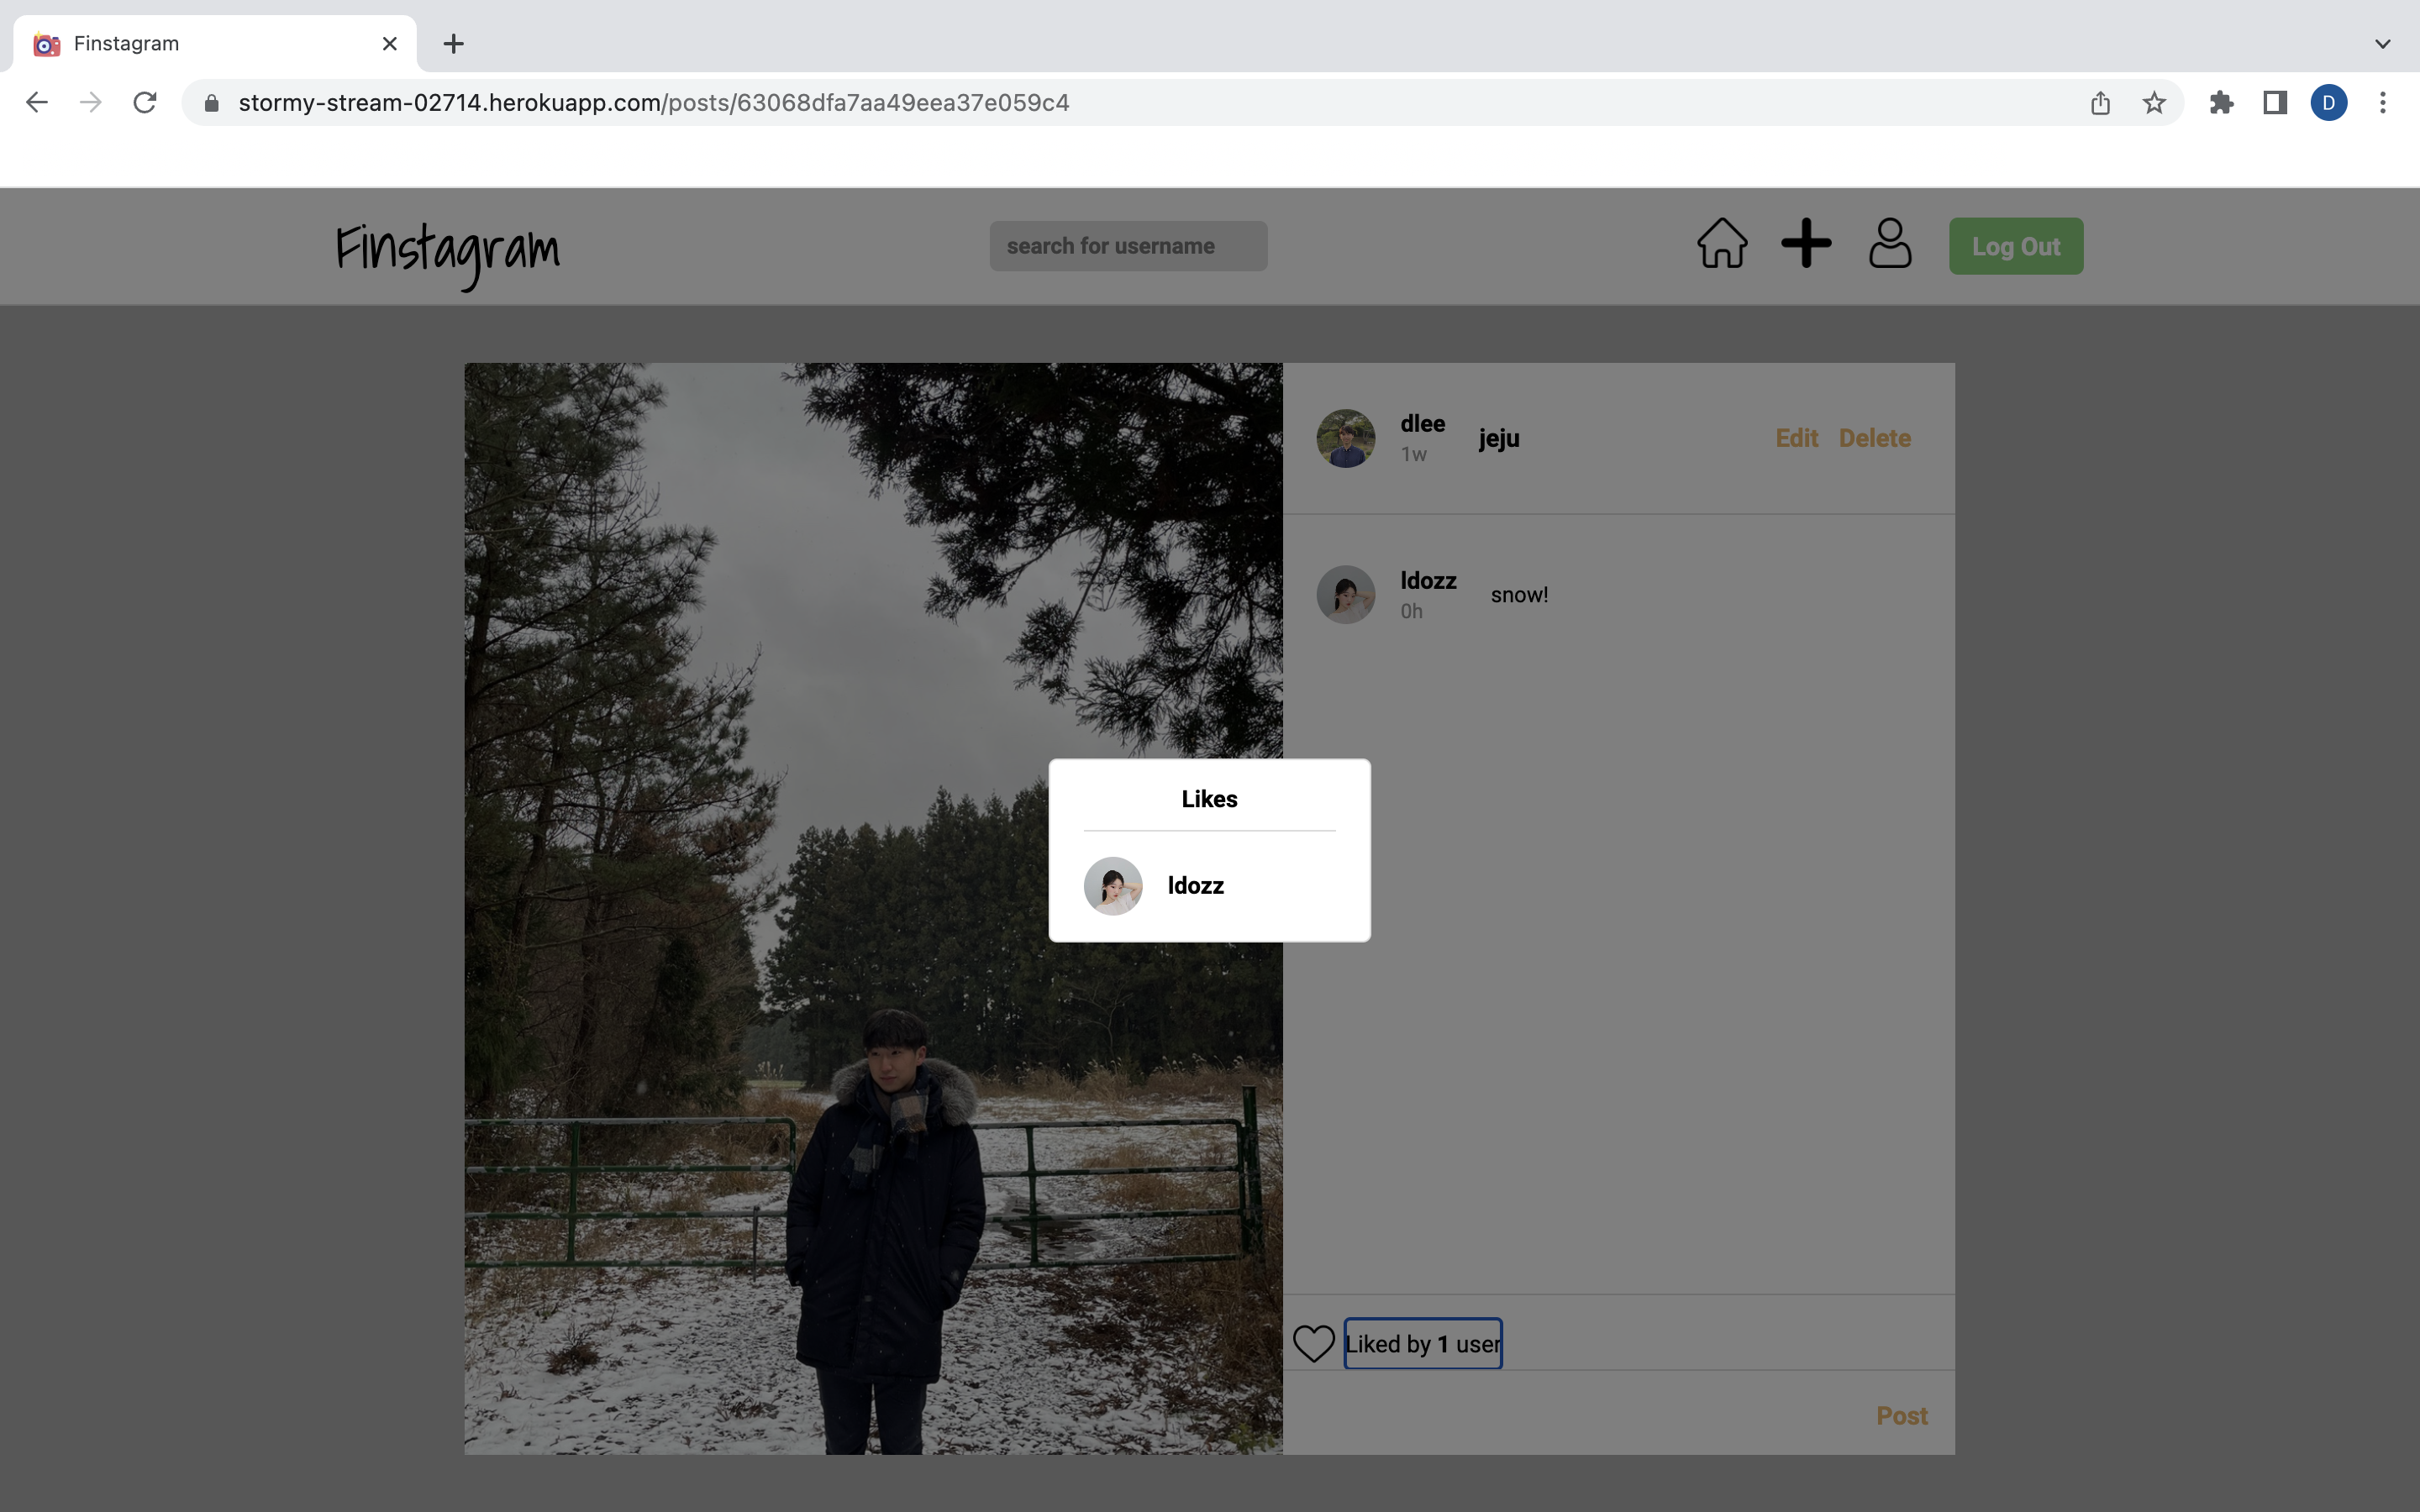 Finstagram
stormy-stream-02714.herokuapp.com/posts/63068dfa7aa49eea37e059c4
D
Finstagram
search for username
Log Out
dlee
1w
jeju
Edit Delete
ldozz
0h
snow!
Likes
ldozz
Liked by 1 user
Post